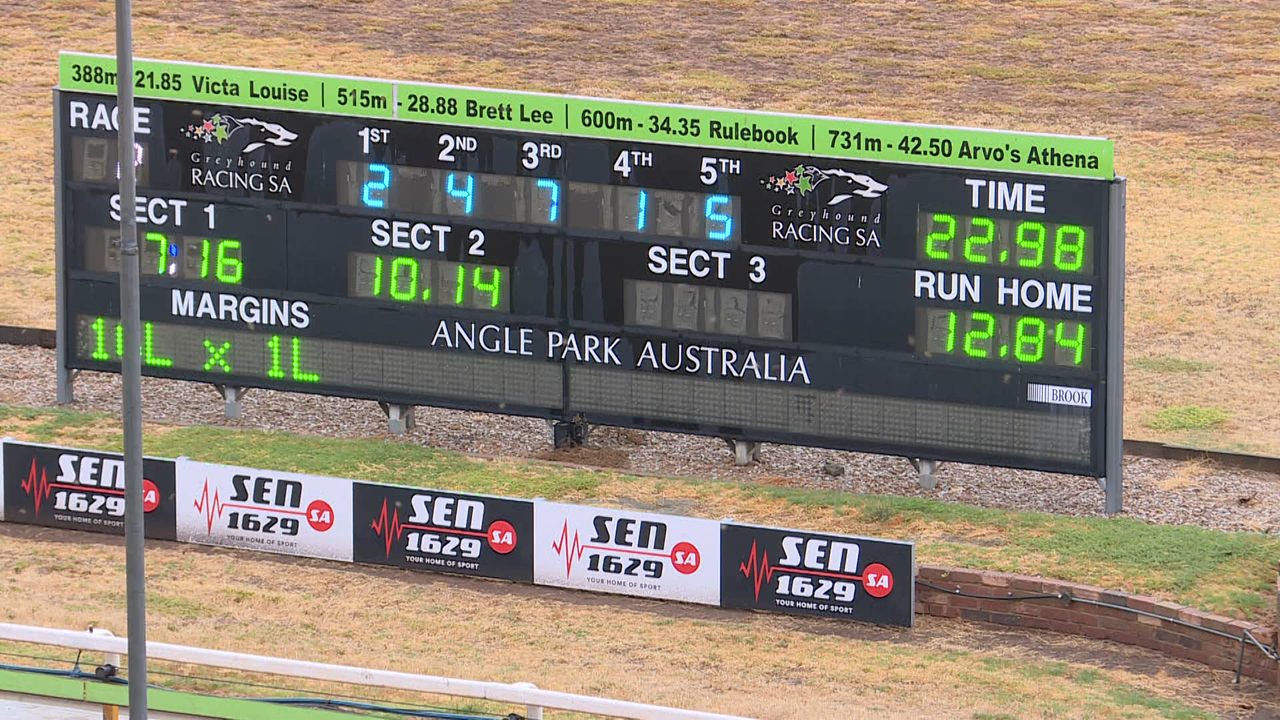 388m 21.85 Victa Louise | 515m - 28.88 Brett Lee | 600m - 34.35 Rulebook | 731m - 42.50 Arvo's Athena
RACE
Greyhound
RACING SA
1ST 2ND 3RD 4TH 5TH
2 4 7 1 5
Greyhound
RACING SA
TIME
22.98
SECT 1
7.16
SECT 2
10.14
SECT 3
RUN HOME
12.84
MARGINS
x 1L
ANGLE PARK AUSTRALIA
BROOK
SEN
1629 SA
YOUR HOME OF SPORT
SEN
1629 SA
YOUR HOME OF SPORT
SEN
1629 SA
YOUR HOME OF SPORT
SEN
1629 SA
YOUR HOME OF SPORT
SEN
1629 SA
YOUR HOME OF SPORT